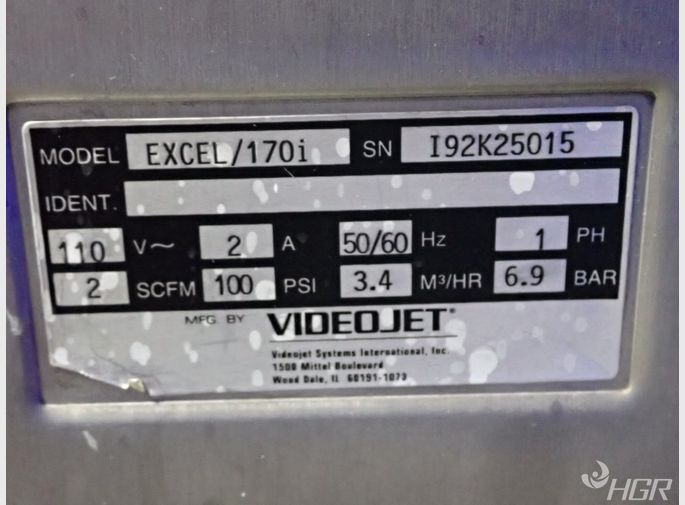 MODEL EXCEL/170i SN I92K25015
IDENT.
110 V~ 2 A 50/60 Hz 1 PH
2 SCFM 100 PSI 3.4 M³/HR 6.9 BAR
MFG. BY VIDEOJET®
Videojet Systems International, Inc.
1500 Mittel Boulevard
Wood Dale, IL 60191-1073
HGR